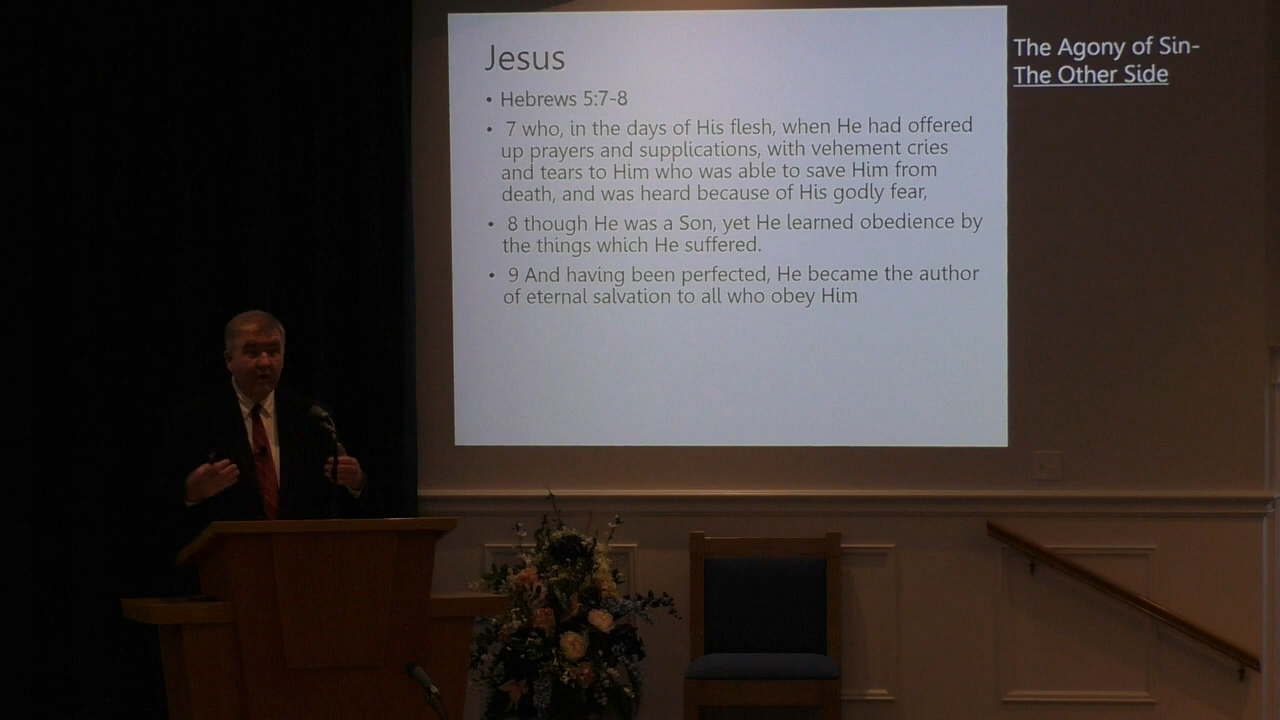 Jesus
• Hebrews 5:7-8
• 7 who, in the days of His flesh, when He had offered
up prayers and supplications, with vehement cries
and tears to Him who was able to save Him from
death, and was heard because of His godly fear,
• 8 though He was a Son, yet He learned obedience by
the things which He suffered.
• 9 And having been perfected, He became the author
of eternal salvation to all who obey Him
The Agony of Sin-
The Other Side